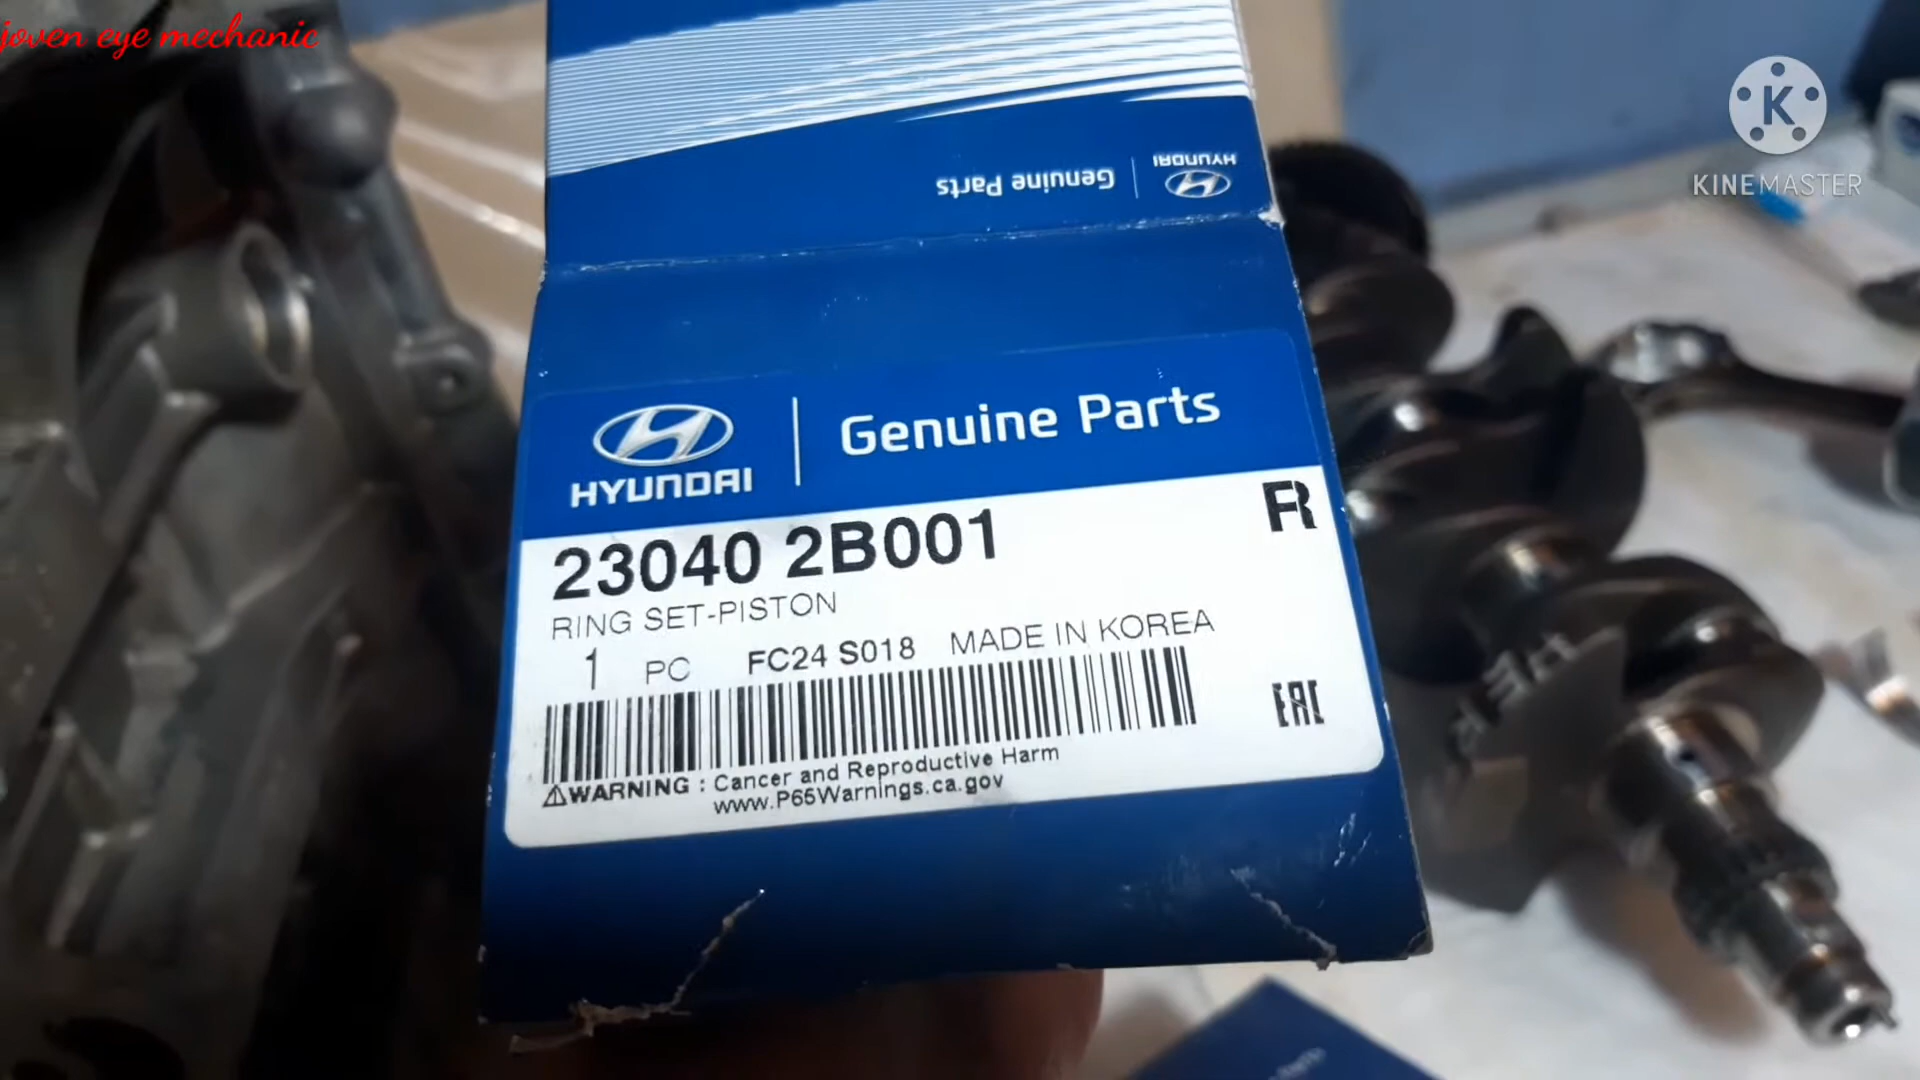 joven eye mechanic
K
KINEMASTER
HYUNDAI
Genuine Parts
HYUNDAI
Genuine Parts
23040 2B001
RING SET-PISTON
1 PC FC24 S018 MADE IN KOREA
EAC
WARNING : Cancer and Reproductive Harm
www.P65Warnings.ca.gov